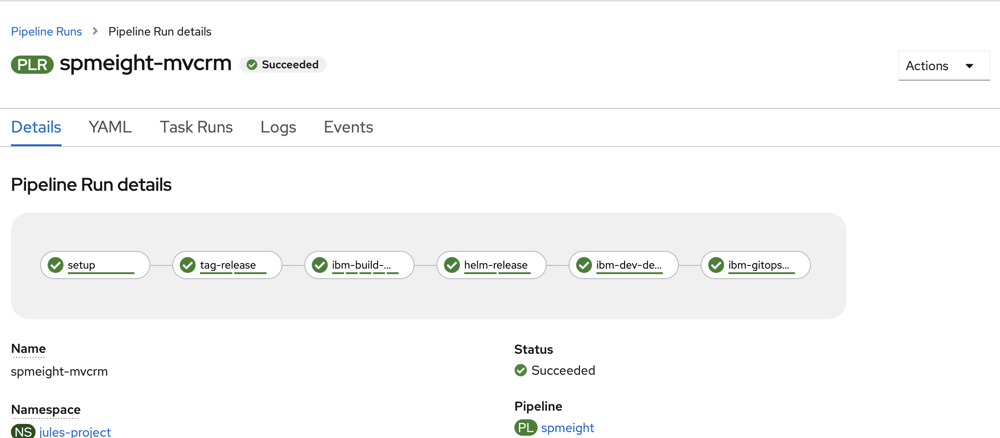 Pipeline Runs > Pipeline Run details
PLR spmeight-mvcrm Succeeded
Actions
Details YAML Task Runs Logs Events
Pipeline Run details
setup tag-release ibm-build-... helm-release ibm-dev-de... ibm-gitops...
Name
spmeight-mvcrm
Status
Succeeded
Namespace
NS jules-project
Pipeline
PL spmeight